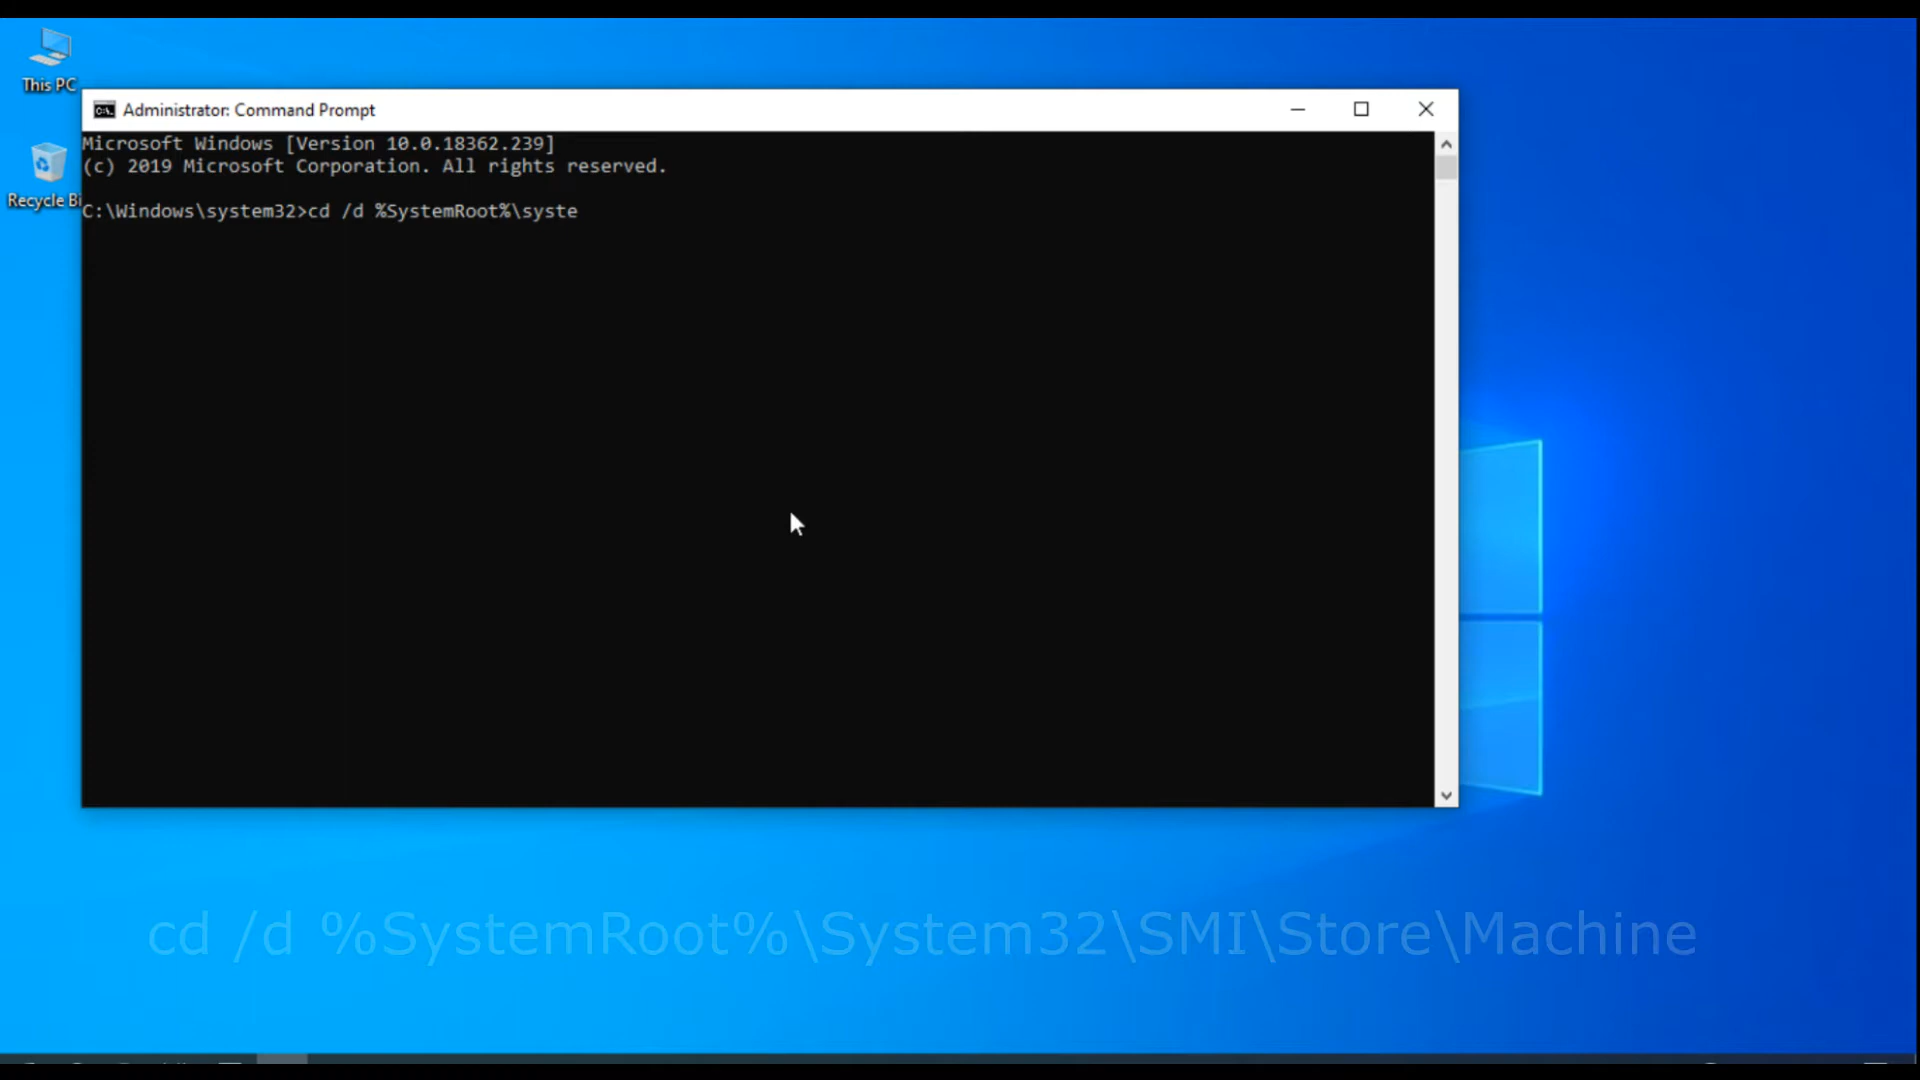 This PC
Administrator: Command Prompt
Microsoft Windows [Version 10.0.18362.239]
(c) 2019 Microsoft Corporation. All rights reserved.
Recycle Bi
C:\Windows\system32>cd /d %SystemRoot%\syste
cd /d %SystemRoot%\System32\SMI\Store\Machine